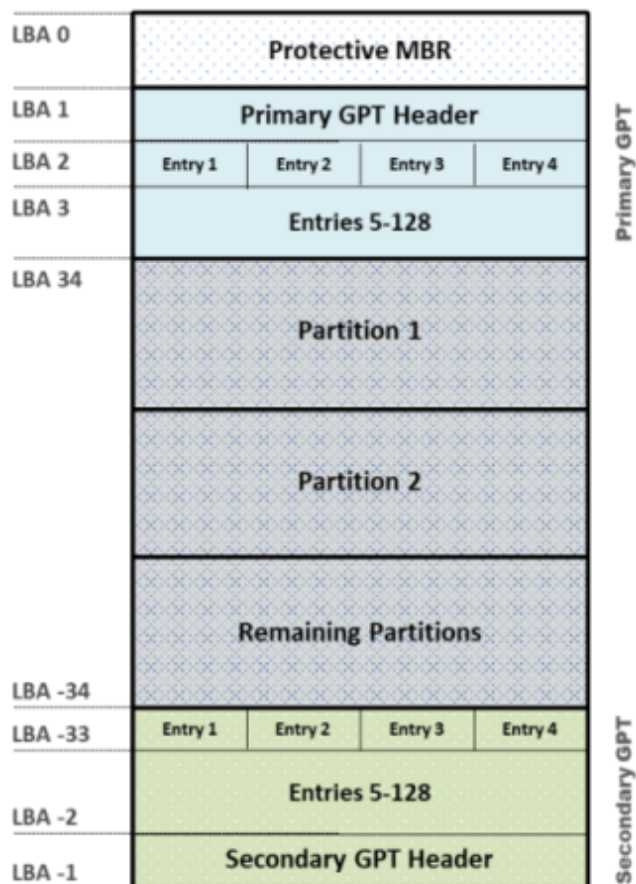 LBA 0
Protective MBR
LBA 1
Primary GPT Header
LBA 2
Entry 1 Entry 2 Entry 3 Entry 4
LBA 3
Entries 5-128
Primary GPT
LBA 34
Partition 1
Partition 2
Remaining Partitions
LBA -34
LBA -33
Entry 1 Entry 2 Entry 3 Entry 4
Entries 5-128
LBA -2
Secondary GPT Header
LBA -1
Secondary GPT